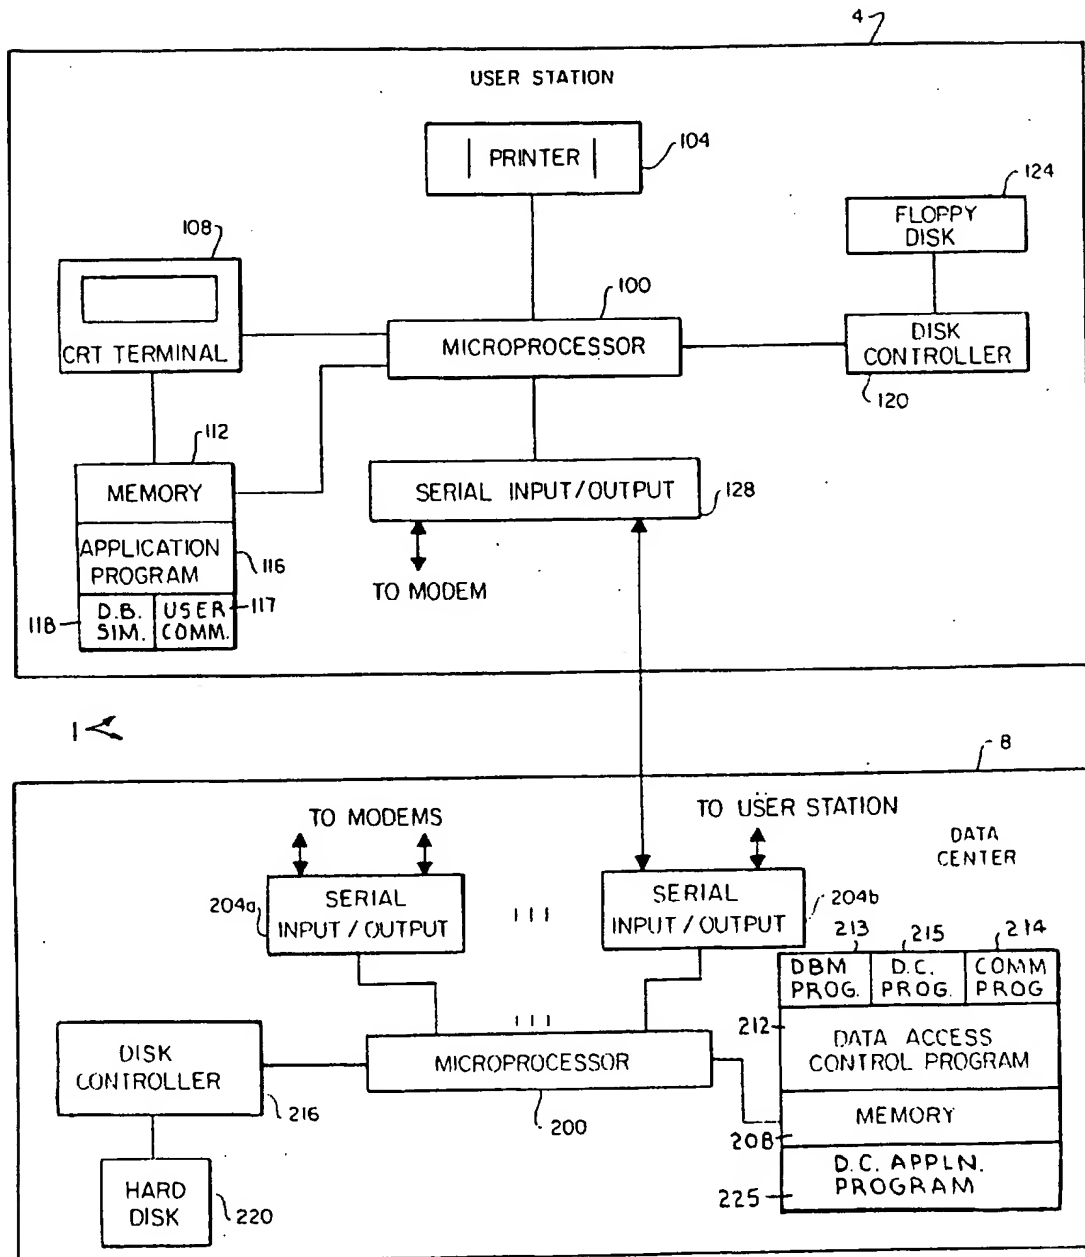 4
USER STATION
PRINTER
104
124
FLOPPY
DISK
108
100
CRT TERMINAL
MICROPROCESSOR
DISK
CONTROLLER
120
112
MEMORY
SERIAL INPUT/OUTPUT
128
APPLICATION
PROGRAM
116
TO MODEM
118
D.B.
SIM.
USER
COMM.
117
1
8
TO MODEMS
TO USER STATION
DATA
CENTER
204a
SERIAL
INPUT/OUTPUT
SERIAL
INPUT/OUTPUT
204b
213
215
214
DBM
PROG.
D.C.
PROG.
COMM
PROG
212
DATA ACCESS
CONTROL PROGRAM
DISK
CONTROLLER
216
MICROPROCESSOR
200
MEMORY
208
D.C. APPLN.
PROGRAM
225
HARD
DISK
220